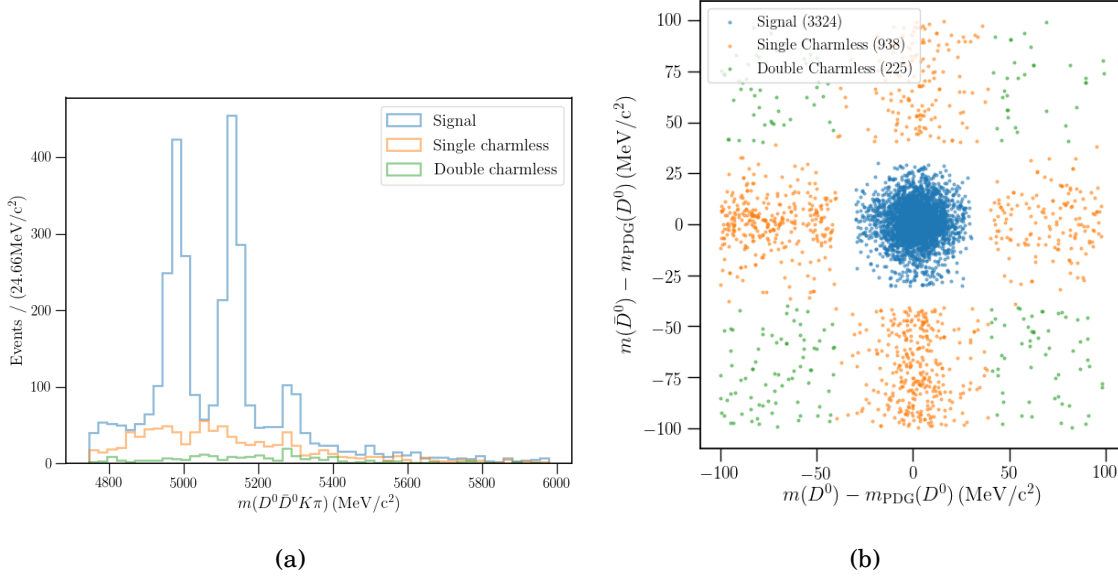 Signal
Single charmless
Double charmless
400
300
200
100
0
Events / (24.66MeV/c²)
4800 5000 5200 5400 5600 5800 6000
m(D⁰D̄⁰Kπ) (MeV/c²)
(a)
Signal (3324)
Single Charmless (938)
Double Charmless (225)
100
75
50
25
0
−25
−50
−75
−100
m(D̄⁰) − m_PDG(D⁰) (MeV/c²)
−100 −50 0 50 100
m(D⁰) − m_PDG(D⁰) (MeV/c²)
(b)